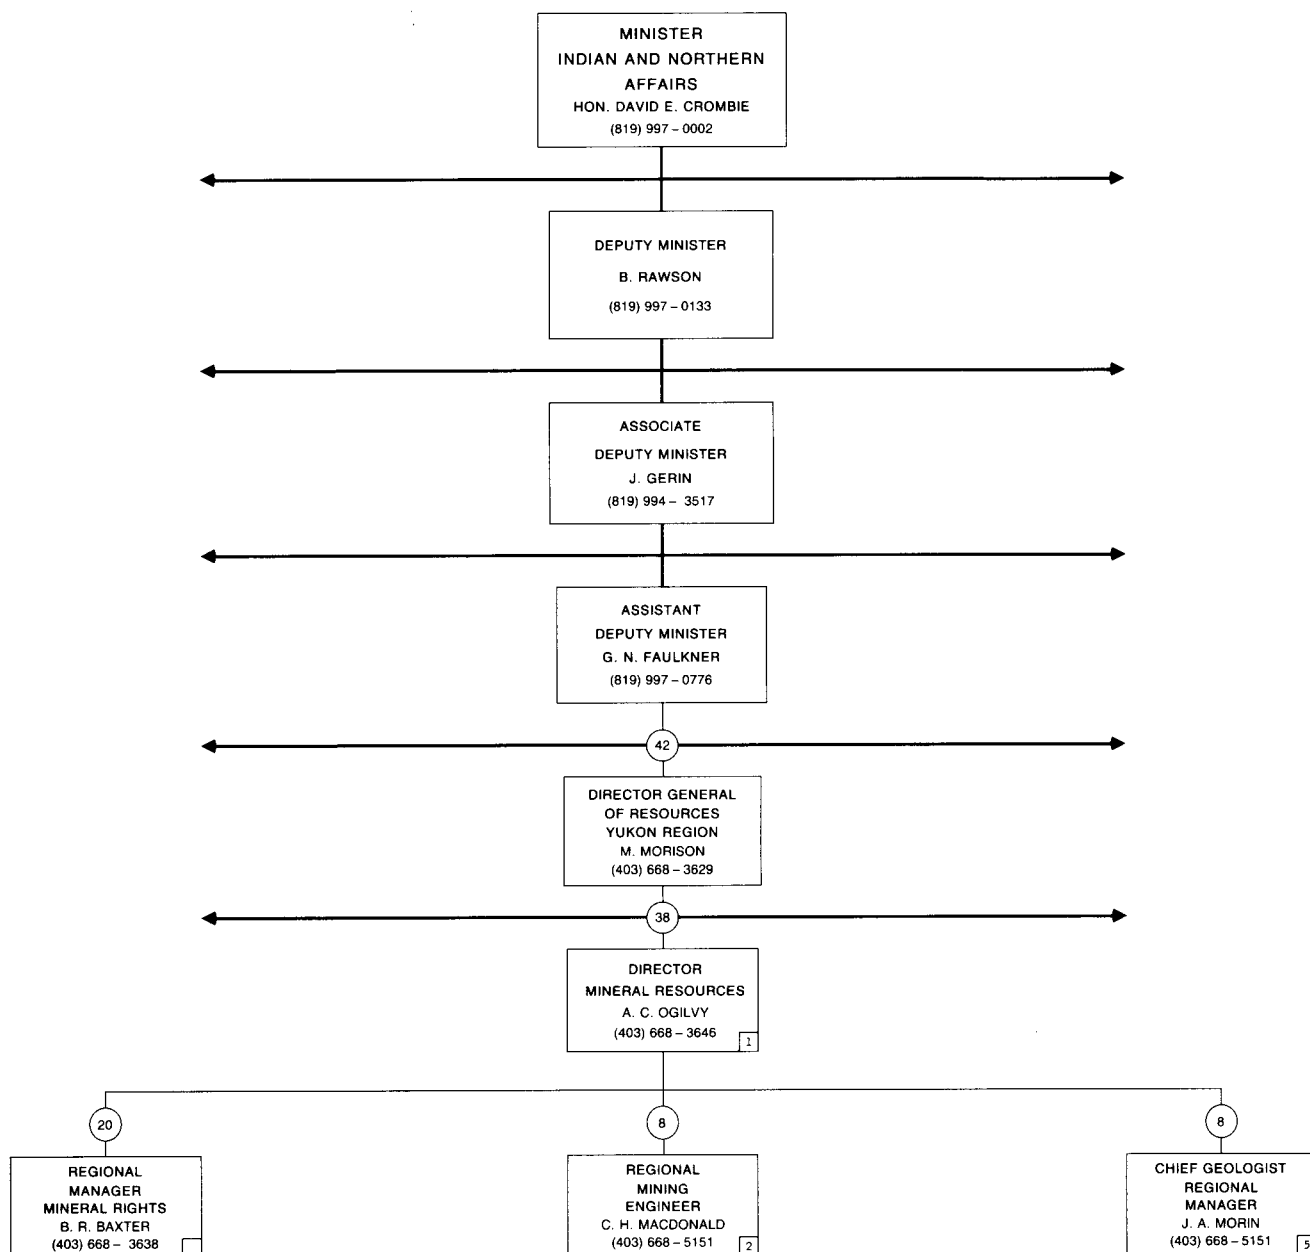 MINISTER
INDIAN AND NORTHERN
AFFAIRS
HON. DAVID E. CROMBIE
(819) 997 – 0002
DEPUTY MINISTER
B. RAWSON
(819) 997 – 0133
ASSOCIATE
DEPUTY MINISTER
J. GERIN
(819) 994 – 3517
ASSISTANT
DEPUTY MINISTER
G. N. FAULKNER
(819) 997 – 0776
42
DIRECTOR GENERAL
OF RESOURCES
YUKON REGION
M. MORISON
(403) 668 – 3629
38
DIRECTOR
MINERAL RESOURCES
A. C. OGILVY
(403) 668 – 3646
1
20
REGIONAL
MANAGER
MINERAL RIGHTS
B. R. BAXTER
(403) 668 – 3638
8
REGIONAL
MINING
ENGINEER
C. H. MACDONALD
(403) 668 – 5151
2
8
CHIEF GEOLOGIST
REGIONAL
MANAGER
J. A. MORIN
(403) 668 – 5151
5